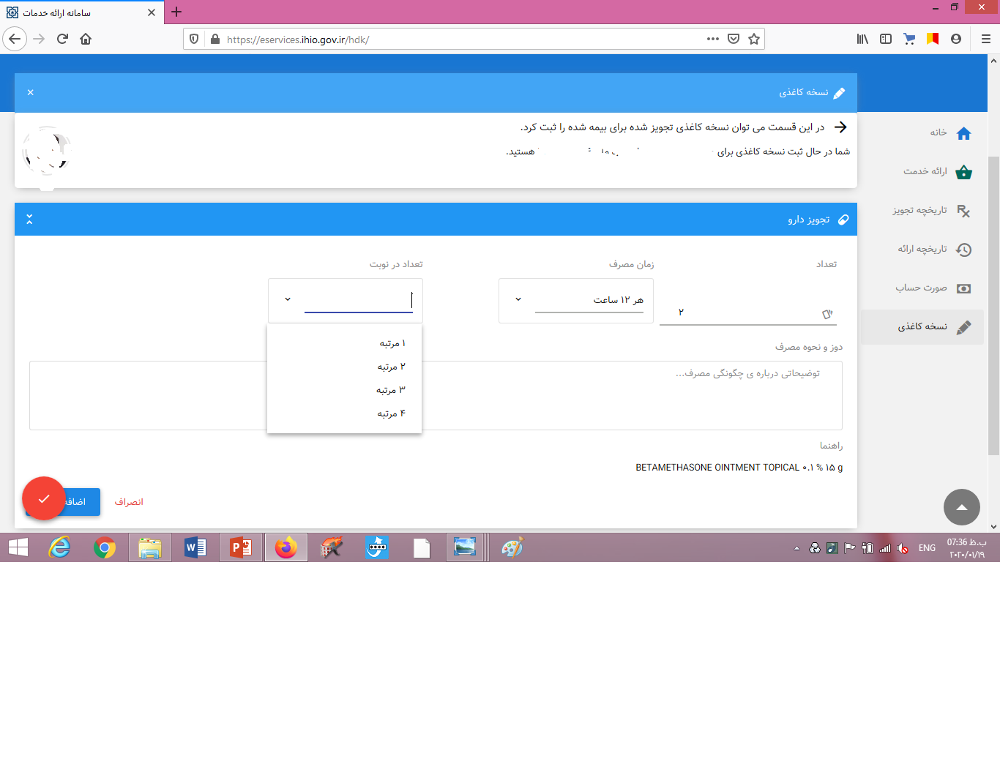 سامانه ارائه خدمات
https://eservices.ihio.gov.ir/hdk/
نسخه کاغذی
در این قسمت می توان نسخه کاغذی تجویز شده برای بیمه شده را ثبت کرد.
شما در حال ثبت نسخه کاغذی برای
هستید.
خانه
ارائه خدمت
تاریخچه تجویز
تاریخچه ارائه
صورت حساب
نسخه کاغذی
تجویز دارو
تعداد
زمان مصرف
تعداد در نوبت
۲
هر ۱۲ ساعت
۱ مرتبه
۲ مرتبه
۳ مرتبه
۴ مرتبه
دوز و نحوه مصرف
توضیحاتی درباره ی چگونگی مصرف...
راهنما
BETAMETHASONE OINTMENT TOPICAL ۰.۱ % ۱۵ g
انصراف
اضافه
ENG
07:36 ب.ظ
۲۰۲۰/۰۱/۱۹